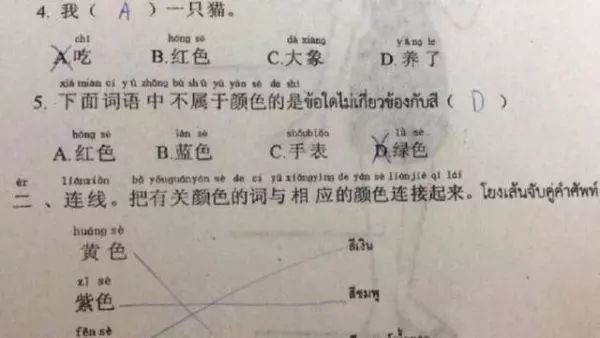 4. 我（ A ）一只猫。
chī hóng sè dà xiàng yǎng le
A.吃 B.红色 C.大象 D.养了
xià miàn cí yǔ zhōng bù shǔ yú yán sè de shì
5. 下面词语中不属于颜色的是ข้อใดไม่เกี่ยวข้องกับสี（ D ）
hóng sè lán sè shǒubiǎo lǜ sè
A.红色 B.蓝色 C.手表 D.绿色
èr liánxiàn bǎ yǒuguānyán sè de cí yǔ xiāngyìng de yán sè liánjiē qǐ lái
二、连线。把有关颜色的词与相应的颜色连接起来。โยงเส้นจับคู่คำศัพท์
huáng sè
黄色 สีเงิน
zǐ sè
紫色 สีชมพู
fěn sè